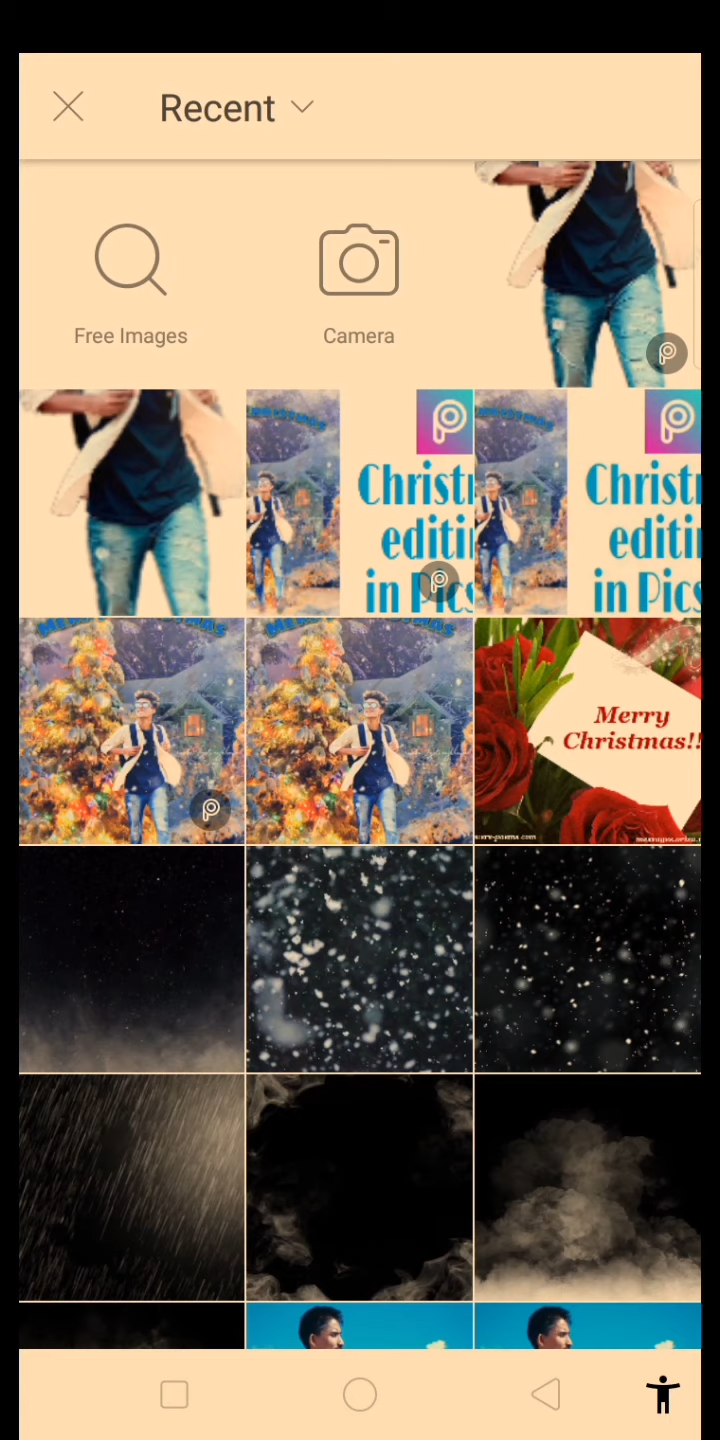 Recent
Free Images
Camera
Christ
editi
in Pics
Christ
editi
in Pics
Merry
Christmas!!